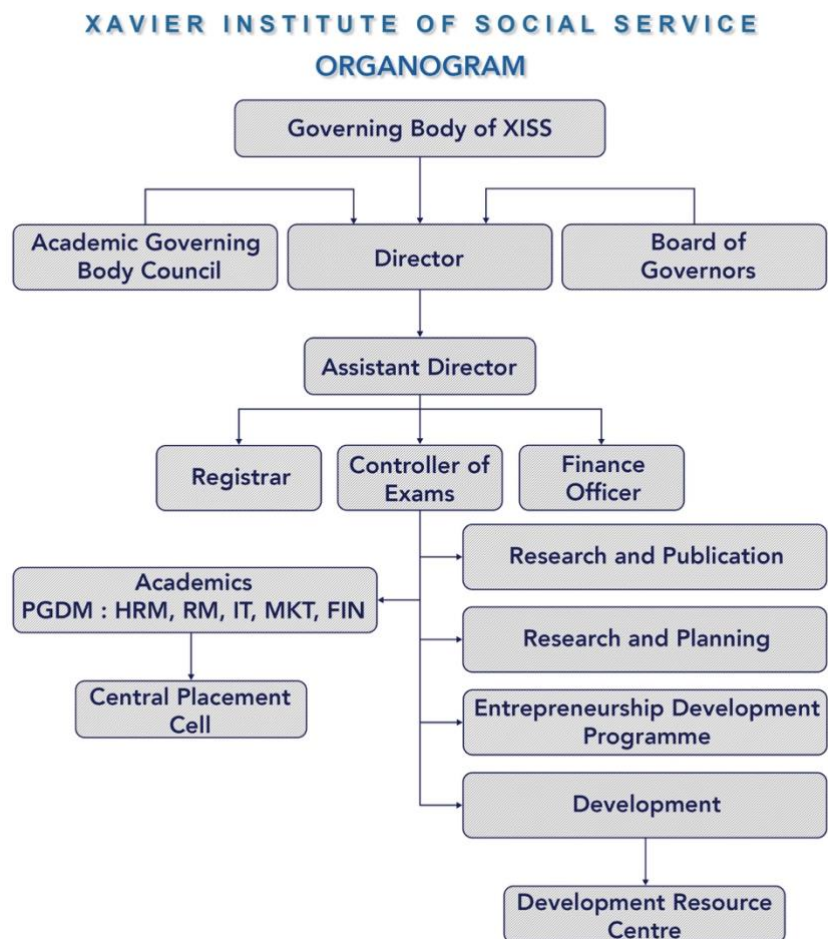 XAVIER INSTITUTE OF SOCIAL SERVICE
ORGANOGRAM
Governing Body of XISS
Academic Governing
Body Council
Director
Board of
Governors
Assistant Director
Registrar
Controller of
Exams
Finance
Officer
Research and Publication
Academics
PGDM : HRM, RM, IT, MKT, FIN
Research and Planning
Central Placement
Cell
Entrepreneurship Development
Programme
Development
Development Resource
Centre